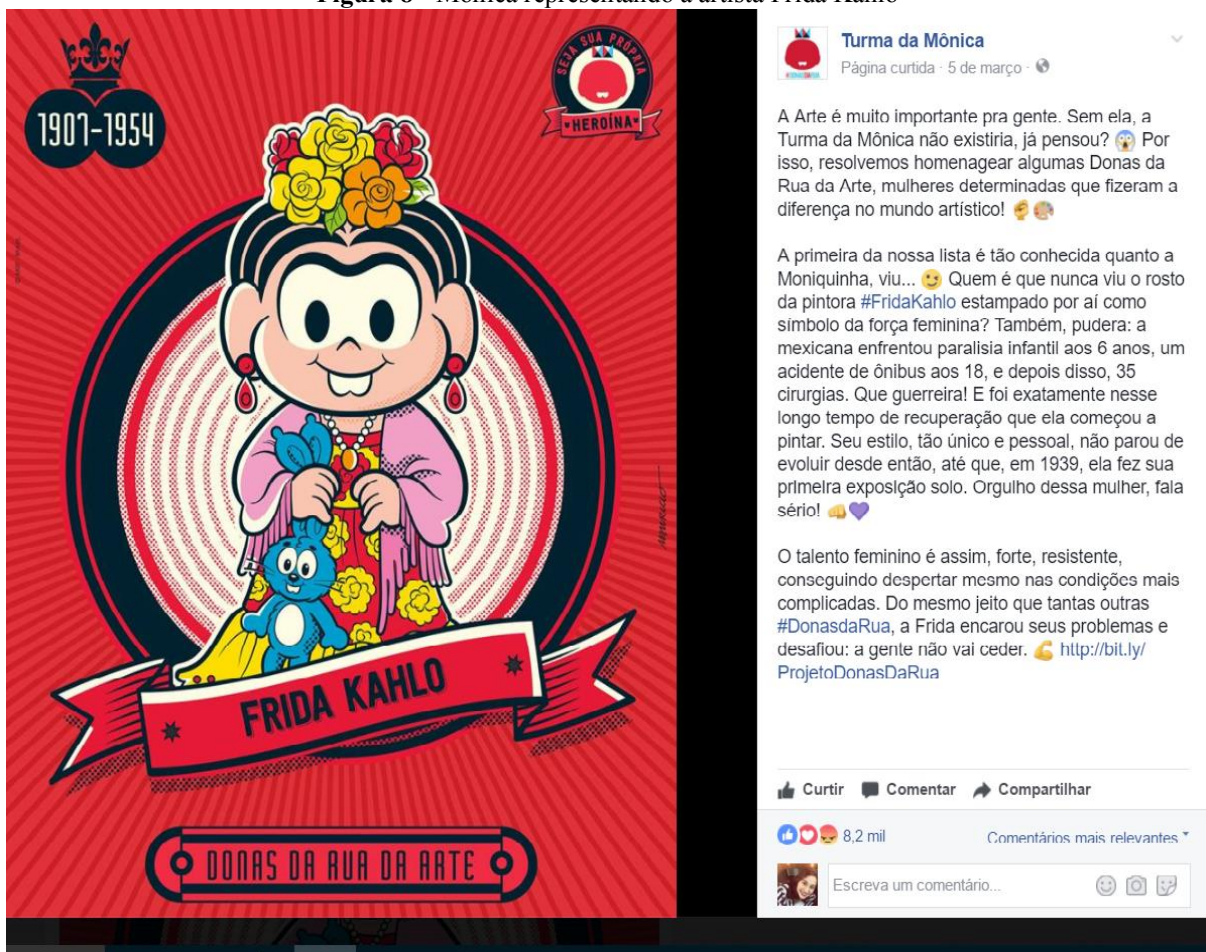 Figura 6 - Mônica representando a artista Frida Kahlo
1907-1954
SEJA SUA PRÓPRIA
HEROÍNA
MAURICIO
FRIDA KAHLO
DONAS DA RUA DA ARTE
Turma da Mônica
Página curtida · 5 de março ·
A Arte é muito importante pra gente. Sem ela, a
Turma da Mônica não existiria, já pensou? 😱 Por
isso, resolvemos homenagear algumas Donas da
Rua da Arte, mulheres determinadas que fizeram a
diferença no mundo artístico! ✊🎨
A primeira da nossa lista é tão conhecida quanto a
Moniquinha, viu... 😉 Quem é que nunca viu o rosto
da pintora #FridaKahlo estampado por aí como
símbolo da força feminina? Também, pudera: a
mexicana enfrentou paralisia infantil aos 6 anos, um
acidente de ônibus aos 18, e depois disso, 35
cirurgias. Que guerreira! E foi exatamente nesse
longo tempo de recuperação que ela começou a
pintar. Seu estilo, tão único e pessoal, não parou de
evoluir desde então, até que, em 1939, ela fez sua
primeira exposição solo. Orgulho dessa mulher, fala
sério! 👊💜
O talento feminino é assim, forte, resistente,
conseguindo despertar mesmo nas condições mais
complicadas. Do mesmo jeito que tantas outras
#DonasdaRua, a Frida encarou seus problemas e
desafiou: a gente não vai ceder. 💪 http://bit.ly/
ProjetoDonasDaRua
Curtir Comentar Compartilhar
8,2 mil Comentários mais relevantes
Escreva um comentário...